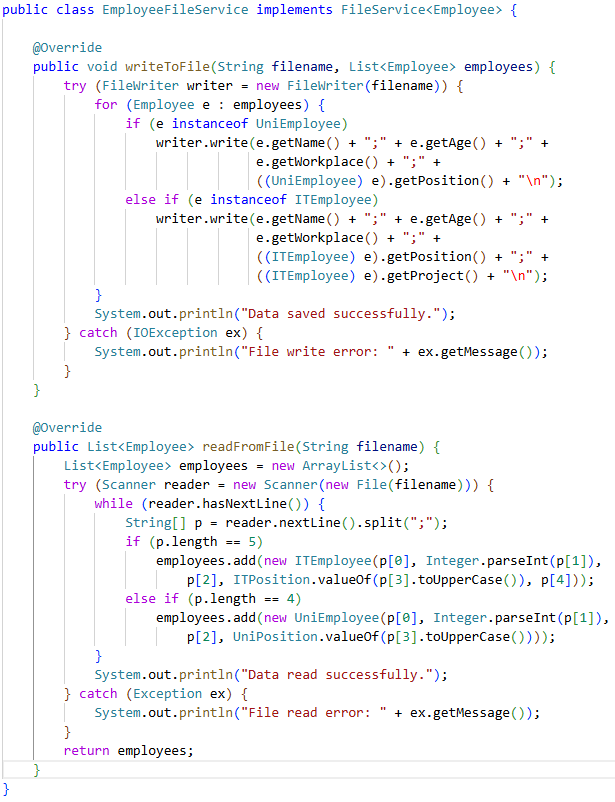 public class EmployeeFileService implements FileService<Employee> {
@Override
public void writeToFile(String filename, List<Employee> employees) {
try (FileWriter writer = new FileWriter(filename)) {
for (Employee e : employees) {
if (e instanceof UniEmployee)
writer.write(e.getName() + ";" + e.getAge() + ";" +
e.getWorkplace() + ";" +
((UniEmployee) e).getPosition() + "\n");
else if (e instanceof ITEmployee)
writer.write(e.getName() + ";" + e.getAge() + ";" +
e.getWorkplace() + ";" +
((ITEmployee) e).getPosition() + ";" +
((ITEmployee) e).getProject() + "\n");
}
System.out.println("Data saved successfully.");
} catch (IOException ex) {
System.out.println("File write error: " + ex.getMessage());
}
}
@Override
public List<Employee> readFromFile(String filename) {
List<Employee> employees = new ArrayList<>();
try (Scanner reader = new Scanner(new File(filename))) {
while (reader.hasNextLine()) {
String[] p = reader.nextLine().split(";");
if (p.length == 5)
employees.add(new ITEmployee(p[0], Integer.parseInt(p[1]),
p[2], ITPosition.valueOf(p[3].toUpperCase()), p[4]));
else if (p.length == 4)
employees.add(new UniEmployee(p[0], Integer.parseInt(p[1]),
p[2], UniPosition.valueOf(p[3].toUpperCase())));
}
System.out.println("Data read successfully.");
} catch (Exception ex) {
System.out.println("File read error: " + ex.getMessage());
}
return employees;
}
}